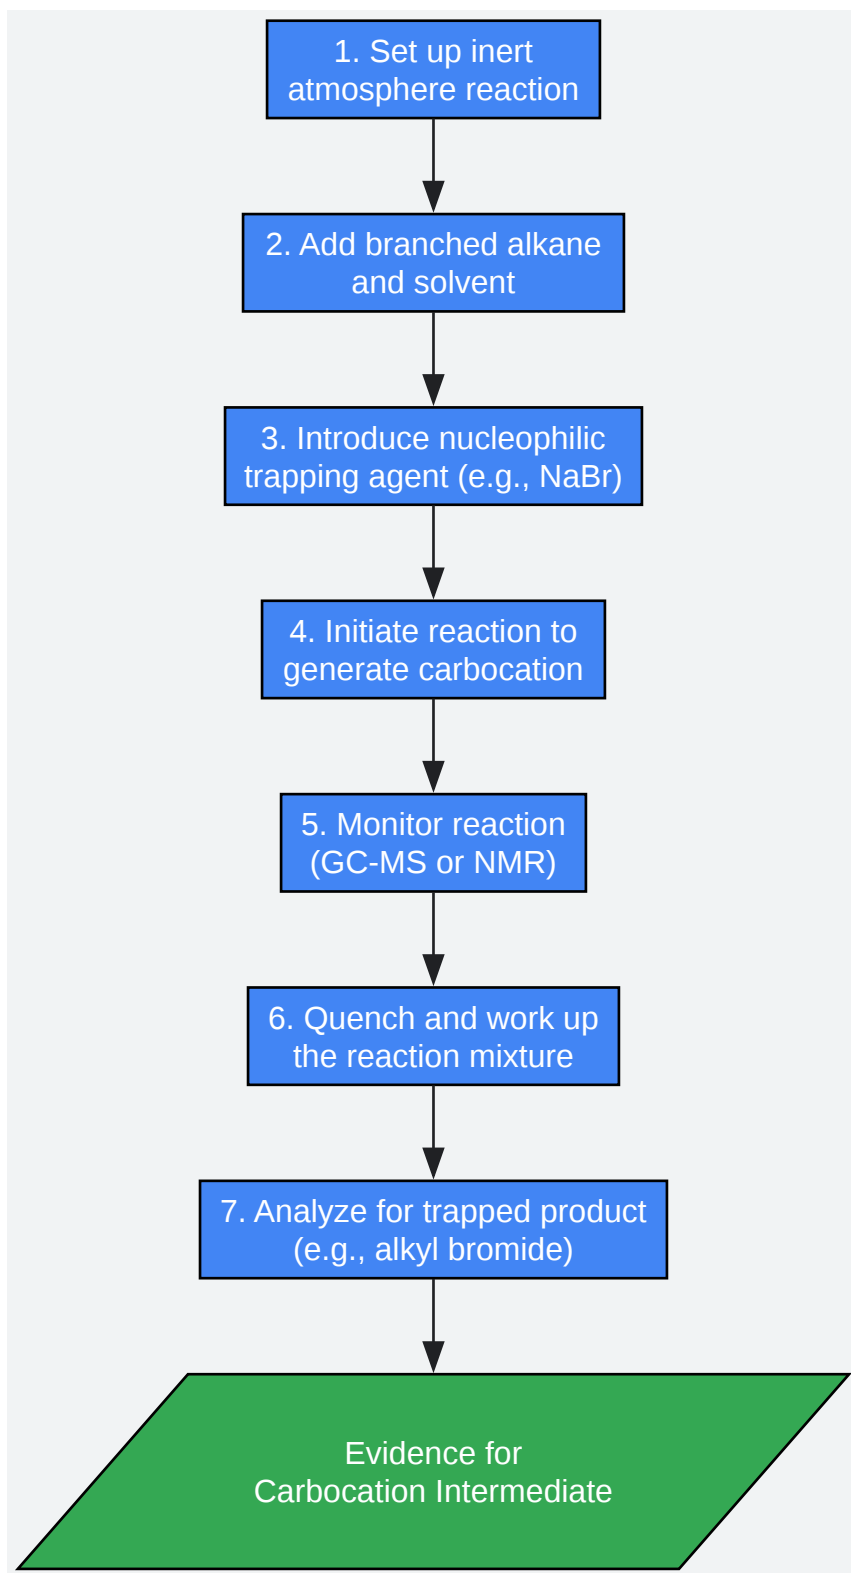 1. Set up inert
atmosphere reaction
2. Add branched alkane
and solvent
3. Introduce nucleophilic
trapping agent (e.g., NaBr)
4. Initiate reaction to
generate carbocation
5. Monitor reaction
(GC-MS or NMR)
6. Quench and work up
the reaction mixture
7. Analyze for trapped product
(e.g., alkyl bromide)
Evidence for
Carbocation Intermediate